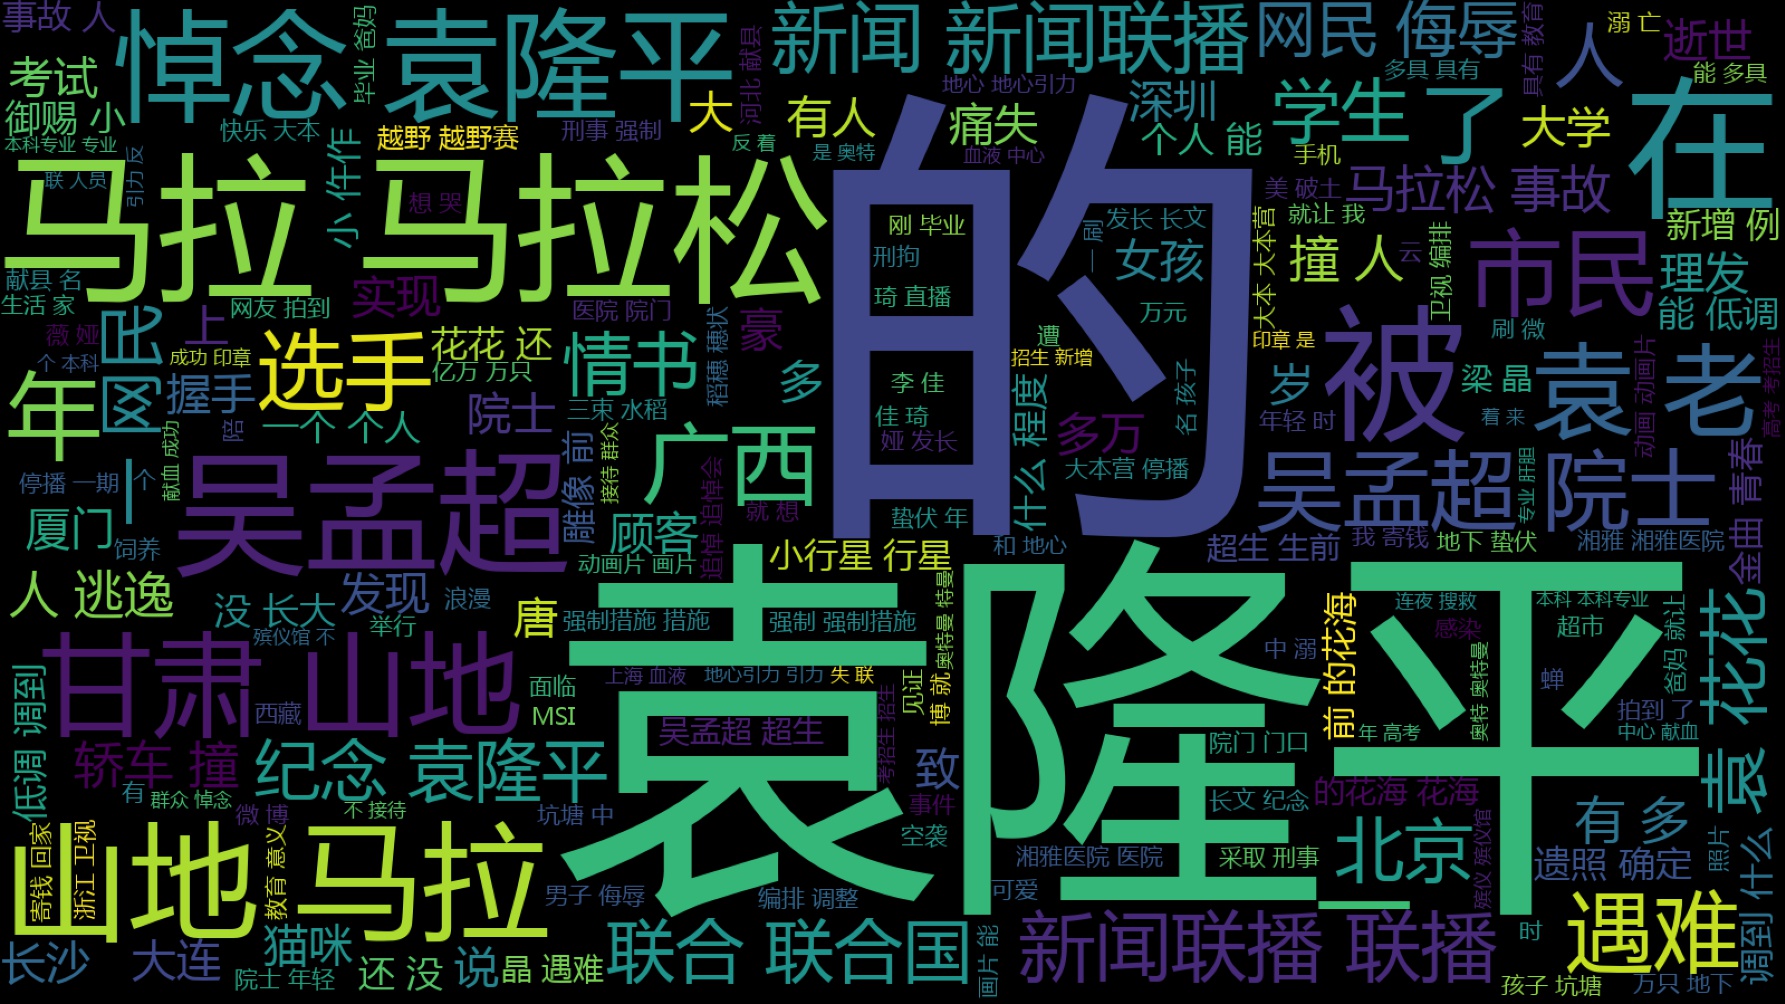 事故 人
悼念 袁隆平
毕业 爸妈
新闻 新闻联播
网民 侮辱
具有 教育
人
溺 亡
逝世
河北 献县
考试
御赐 小
本科专业 专业
快乐 大本
越野 越野赛
刑事 强制
大
有人
地心 地心引力
痛失
深圳
多具 具有
能 多具
学生 了
大学
在
个人 能
手机
反 着
是 奥特
血液 中心
联 人员
引力 反
小 仵作
马拉 马拉松
想 哭
的
美 破土
马拉松 事故
就让 我
新增 例
刚 毕业
发长 长文
刑拘
一 刷
女孩
大本 大本营
撞 人
云
卫视 编排
市民
理发
能 低调
献县 名
生活 家
网友 拍到
实现
医院 院门
琦 直播
万元
刷 微
薇 娅
网民
上
成功 印章
选手
花花 还
亿万 万只
情书
稻穗 穗状
豪
遭
招生 新增
印章 是
被
袁 老
动画 动画片
高考 考招生
个 本科
年
握手
一个 个人
院士
三束 水稻
多
李 佳
佳 琦
娅 发长
什么 程度
多万
名 孩子
岁
年轻 时
梁 晶
着 来
陪
献血 成功
停播 一期
个 个
吴孟超
雕像 前
接待 群众
广西
追悼 追悼会
就 想
大本营 停播
吴孟超 院士
专业 肝胆
金曲 青春
厦门
饲养
顾客
蛰伏 年
和 地心
超生 生前
我 寄钱
地下 蛰伏
湘雅 湘雅医院
动画片 画片
小行星 行星
袁隆平
人 逃逸
没 长大
发现
浪漫
举行
殡仪馆 不
唐
强制措施 措施
强制 强制措施
奥特曼 特曼
前 的花海
连夜 搜救
本科 本科专业
感染
超市
爸妈 就让
花花
甘肃 山地
低调 调到
西藏
面临
MSI
上海 血液
地心引力 引力
失 联
见证
博 就
中 溺
奥特 奥特曼
蝉
拍到 了
中心 献血
吴孟超 超生
考招生 招生
年 高考
院门 门口
轿车 撞
纪念 袁隆平
致
有
群众 悼念
微 博
不 接待
坑塘 中
事件
空袭
长文 纪念
的花海 花海
袁
有 多
山地 马拉
寄钱 回家
浙江 卫视
教育 意义
湘雅医院 医院
采取 刑事
北京
殡仪 殡仪馆
遗照 确定
照片
调到 什么
男子 侮辱
编排 调整
可爱
一
长沙
大连
猫咪
院士 年轻
还 没
说
晶 遇难
联合 联合国
画片 能
新闻联播 联播
时
遇难
孩子 坑塘
万只 地下